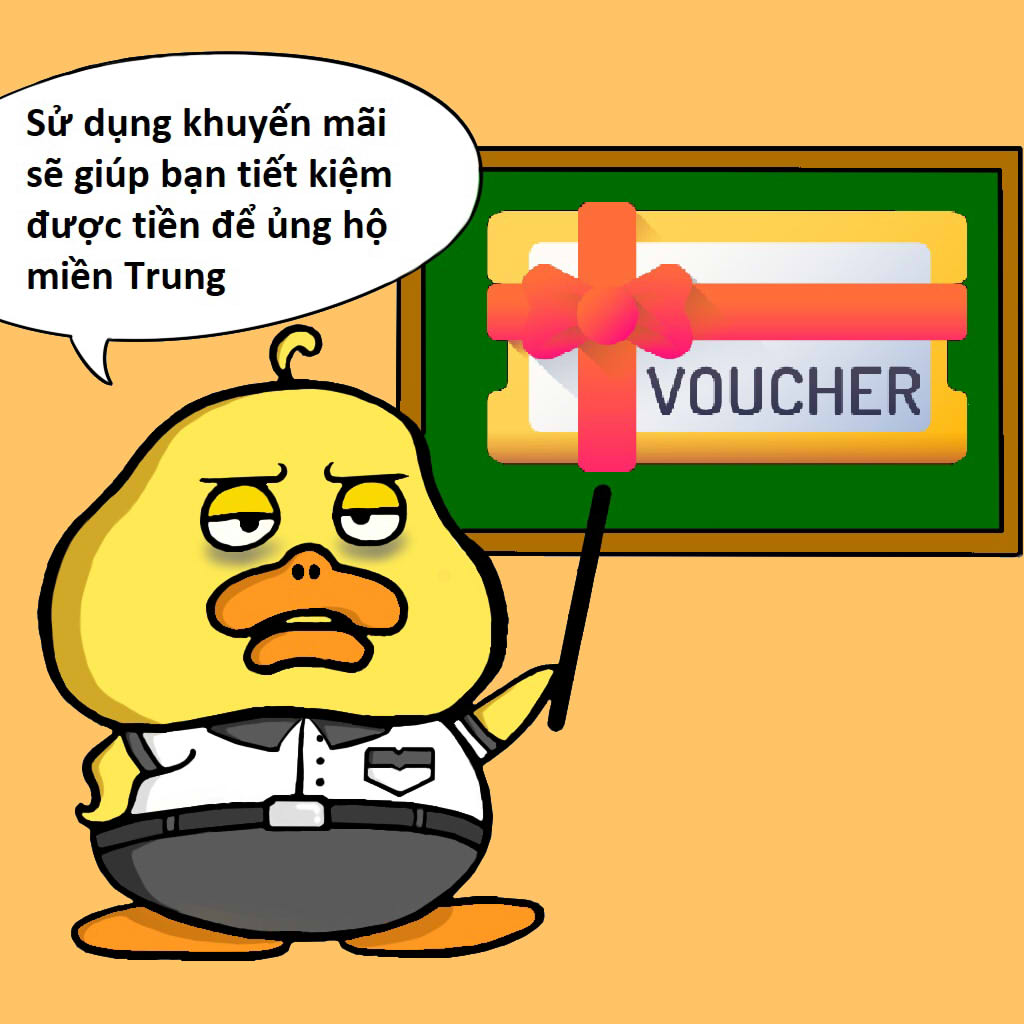 Sử dụng khuyến mãi
sẽ giúp bạn tiết kiệm
được tiền để ủng hộ
miền Trung
VOUCHER